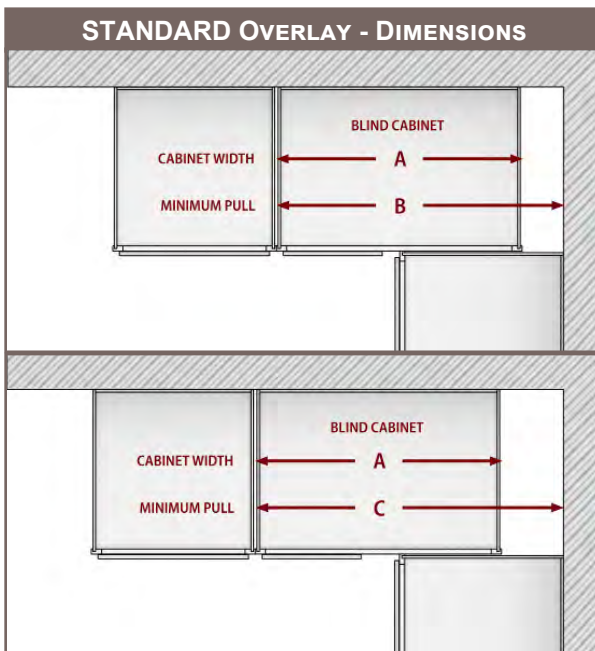 STANDARD OVERLAY - DIMENSIONS
BLIND CABINET
CABINET WIDTH
A
MINIMUM PULL
B
BLIND CABINET
CABINET WIDTH
A
MINIMUM PULL
C